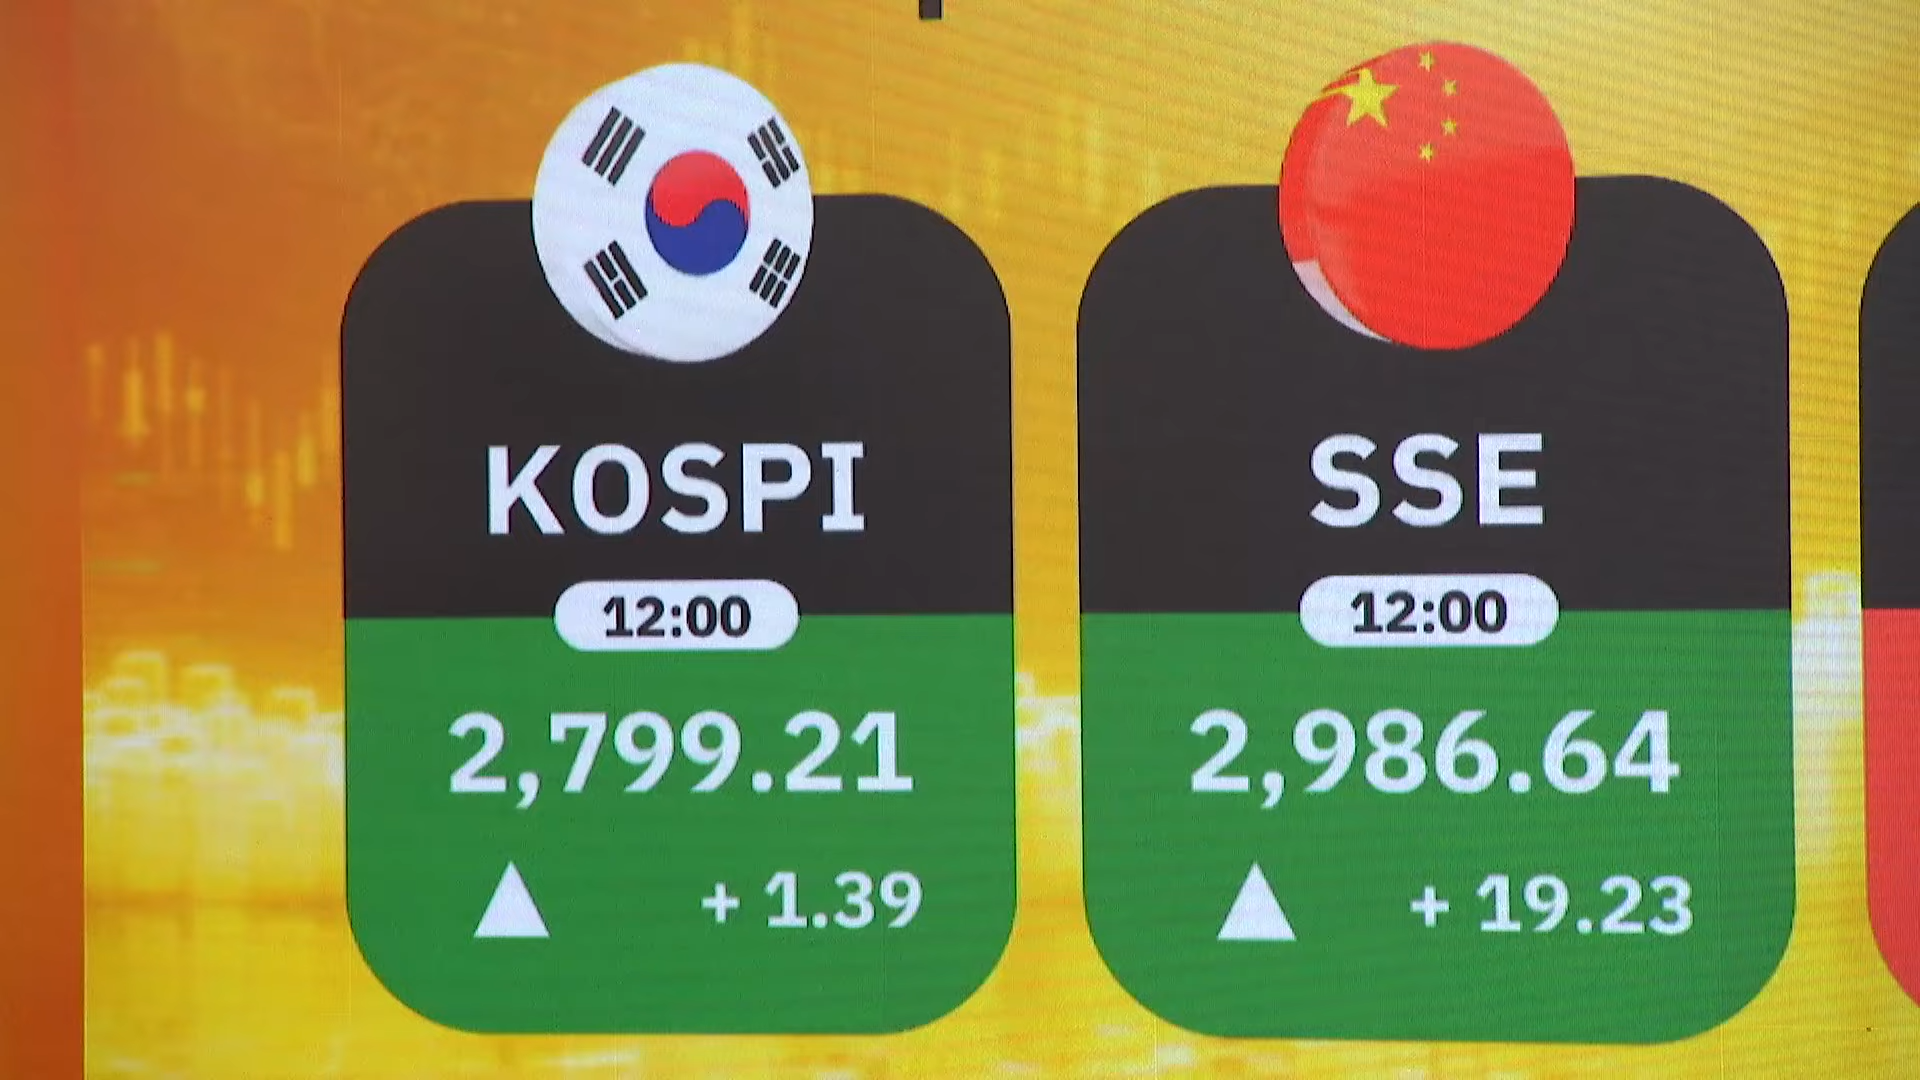 KOSPI
12:00
2,799.21
▲ + 1.39
SSE
12:00
2,986.64
▲ + 19.23